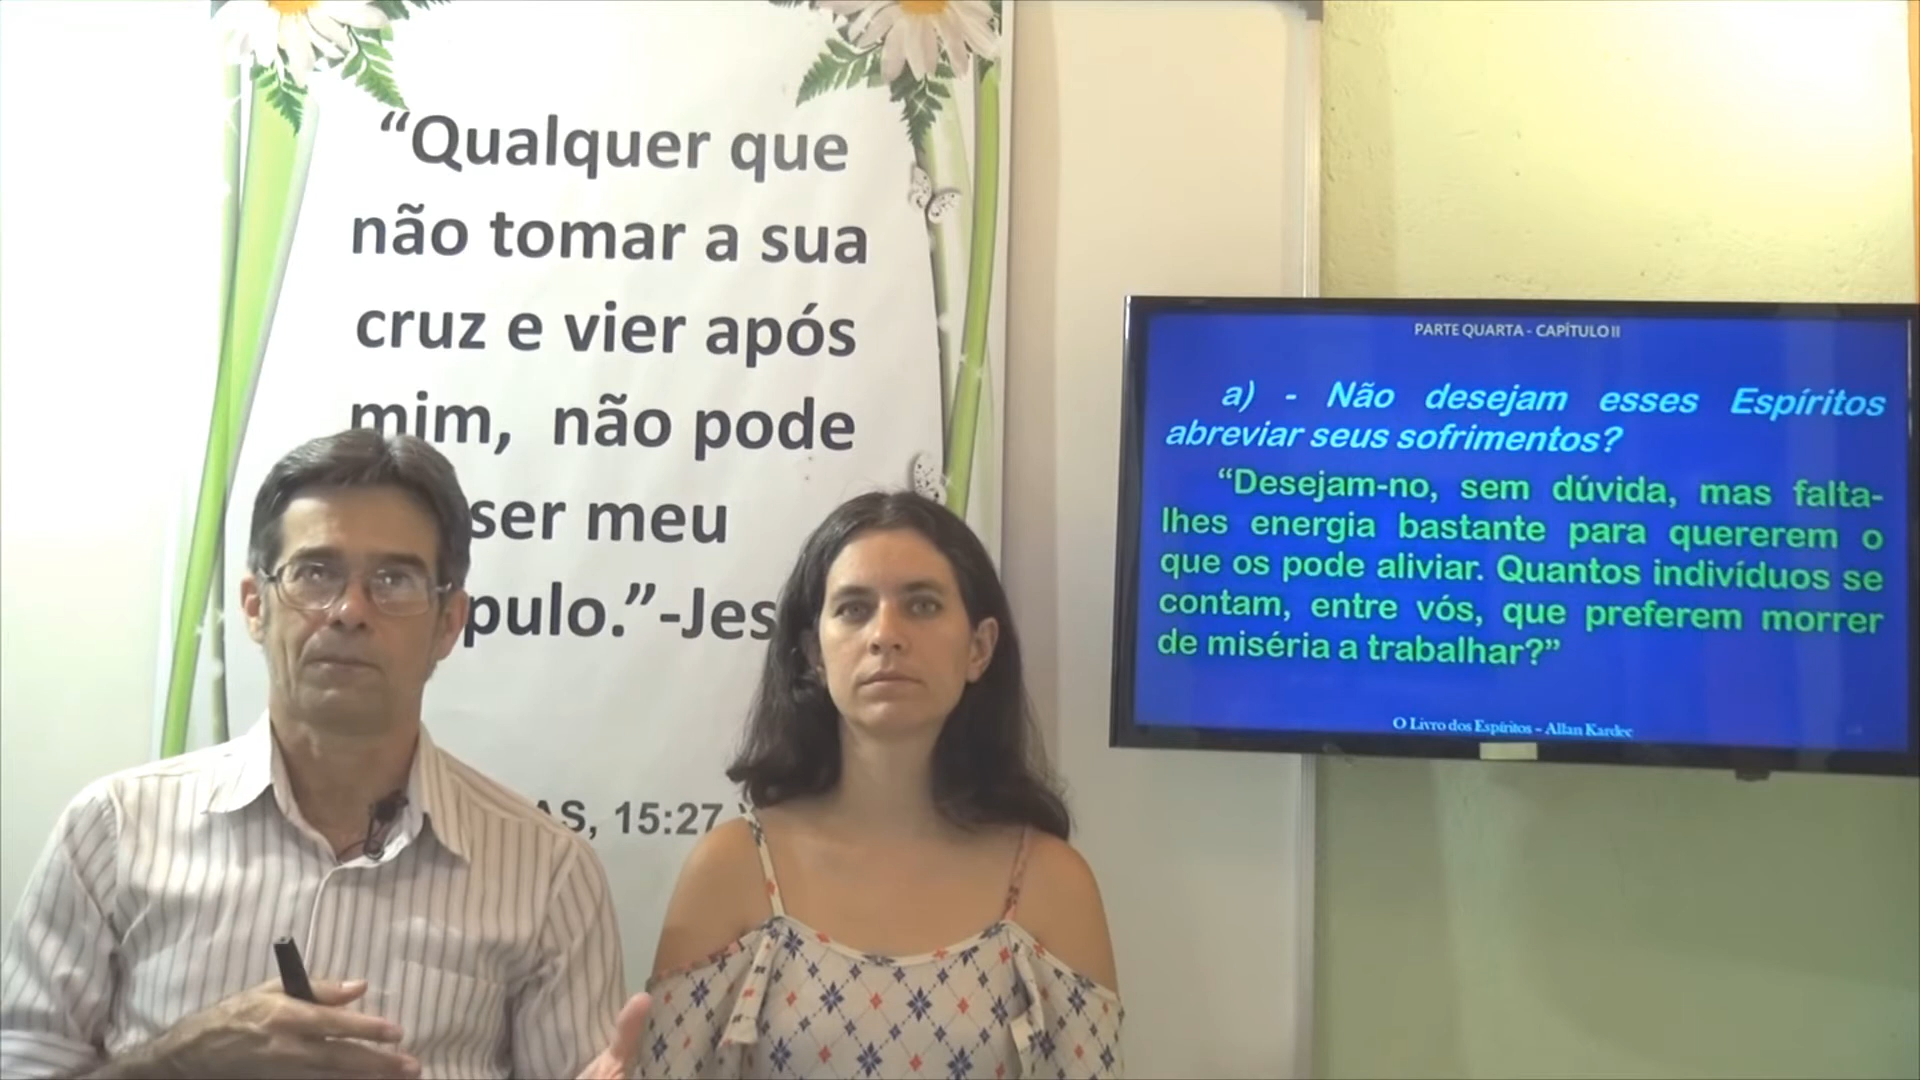 “Qualquer que
não tomar a sua
cruz e vier após
mim, não pode
ser meu
pulo.”-Jes
AS, 15:27
PARTE QUARTA - CAPÍTULO II
a) - Não desejam esses Espíritos
abreviar seus sofrimentos?
“Desejam-no, sem dúvida, mas falta-
lhes energia bastante para quererem o
que os pode aliviar. Quantos indivíduos se
contam, entre vós, que preferem morrer
de miséria a trabalhar?”
O Livro dos Espíritos – Allan Kardec